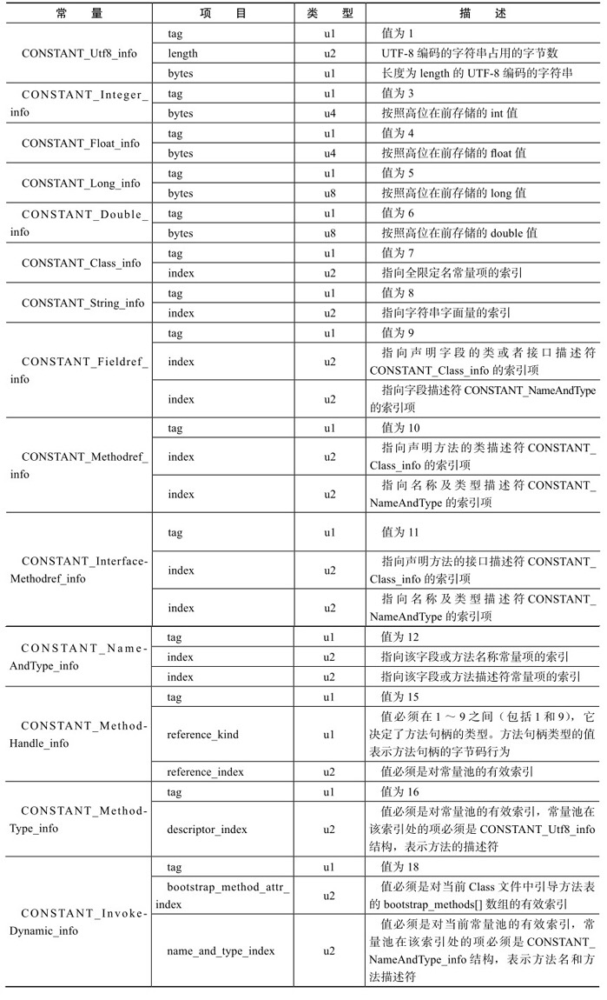 常 量 项 目 类 型 描 述
CONSTANT_Utf8_info
tag u1 值为 1
length u2 UTF-8 编码的字符串占用的字节数
bytes u1 长度为 length 的 UTF-8 编码的字符串
CONSTANT_Integer_
info
tag u1 值为 3
bytes u4 按照高位在前存储的 int 值
CONSTANT_Float_info
tag u1 值为 4
bytes u4 按照高位在前存储的 float 值
CONSTANT_Long_info
tag u1 值为 5
bytes u8 按照高位在前存储的 long 值
CONSTANT_Double_
info
tag u1 值为 6
bytes u8 按照高位在前存储的 double 值
CONSTANT_Class_info
tag u1 值为 7
index u2 指向全限定名常量项的索引
CONSTANT_String_info
tag u1 值为 8
index u2 指向字符串字面量的索引
CONSTANT_Fieldref_
info
tag u1 值为 9
index u2 指向声明字段的类或者接口描述符
CONSTANT_Class_info 的索引项
index u2 指向字段描述符 CONSTANT_NameAndType
的索引项
CONSTANT_Methodref_
info
tag u1 值为 10
index u2 指向声明方法的类描述符 CONSTANT_
Class_info 的索引项
index u2 指向名称及类型描述符 CONSTANT_
NameAndType 的索引项
CONSTANT_Interface-
Methodref_info
tag u1 值为 11
index u2 指向声明方法的接口描述符 CONSTANT_
Class_info 的索引项
index u2 指向名称及类型描述符 CONSTANT_
NameAndType 的索引项
CONSTANT_Name-
AndType_info
tag u1 值为 12
index u2 指向该字段或方法名称常量项的索引
index u2 指向该字段或方法描述符常量项的索引
CONSTANT_Method-
Handle_info
tag u1 值为 15
reference_kind u1 值必须在 1 ～ 9 之间（包括 1 和 9），它
决定了方法句柄的类型。方法句柄类型的值
表示方法句柄的字节码行为
reference_index u2 值必须是对常量池的有效索引
CONSTANT_Method-
Type_info
tag u1 值为 16
descriptor_index u2 值必须是对常量池的有效索引，常量池在
该索引处的项必须是 CONSTANT_Utf8_info
结构，表示方法的描述符
CONSTANT_Invoke-
Dynamic_info
tag u1 值为 18
bootstrap_method_attr_
index u2 值必须是对当前 Class 文件中引导方法表
的 bootstrap_methods[] 数组的有效索引
name_and_type_index u2 值必须是对当前常量池的有效索引，常
量池在该索引处的项必须是 CONSTANT_
NameAndType_info 结构，表示方法名和方
法描述符